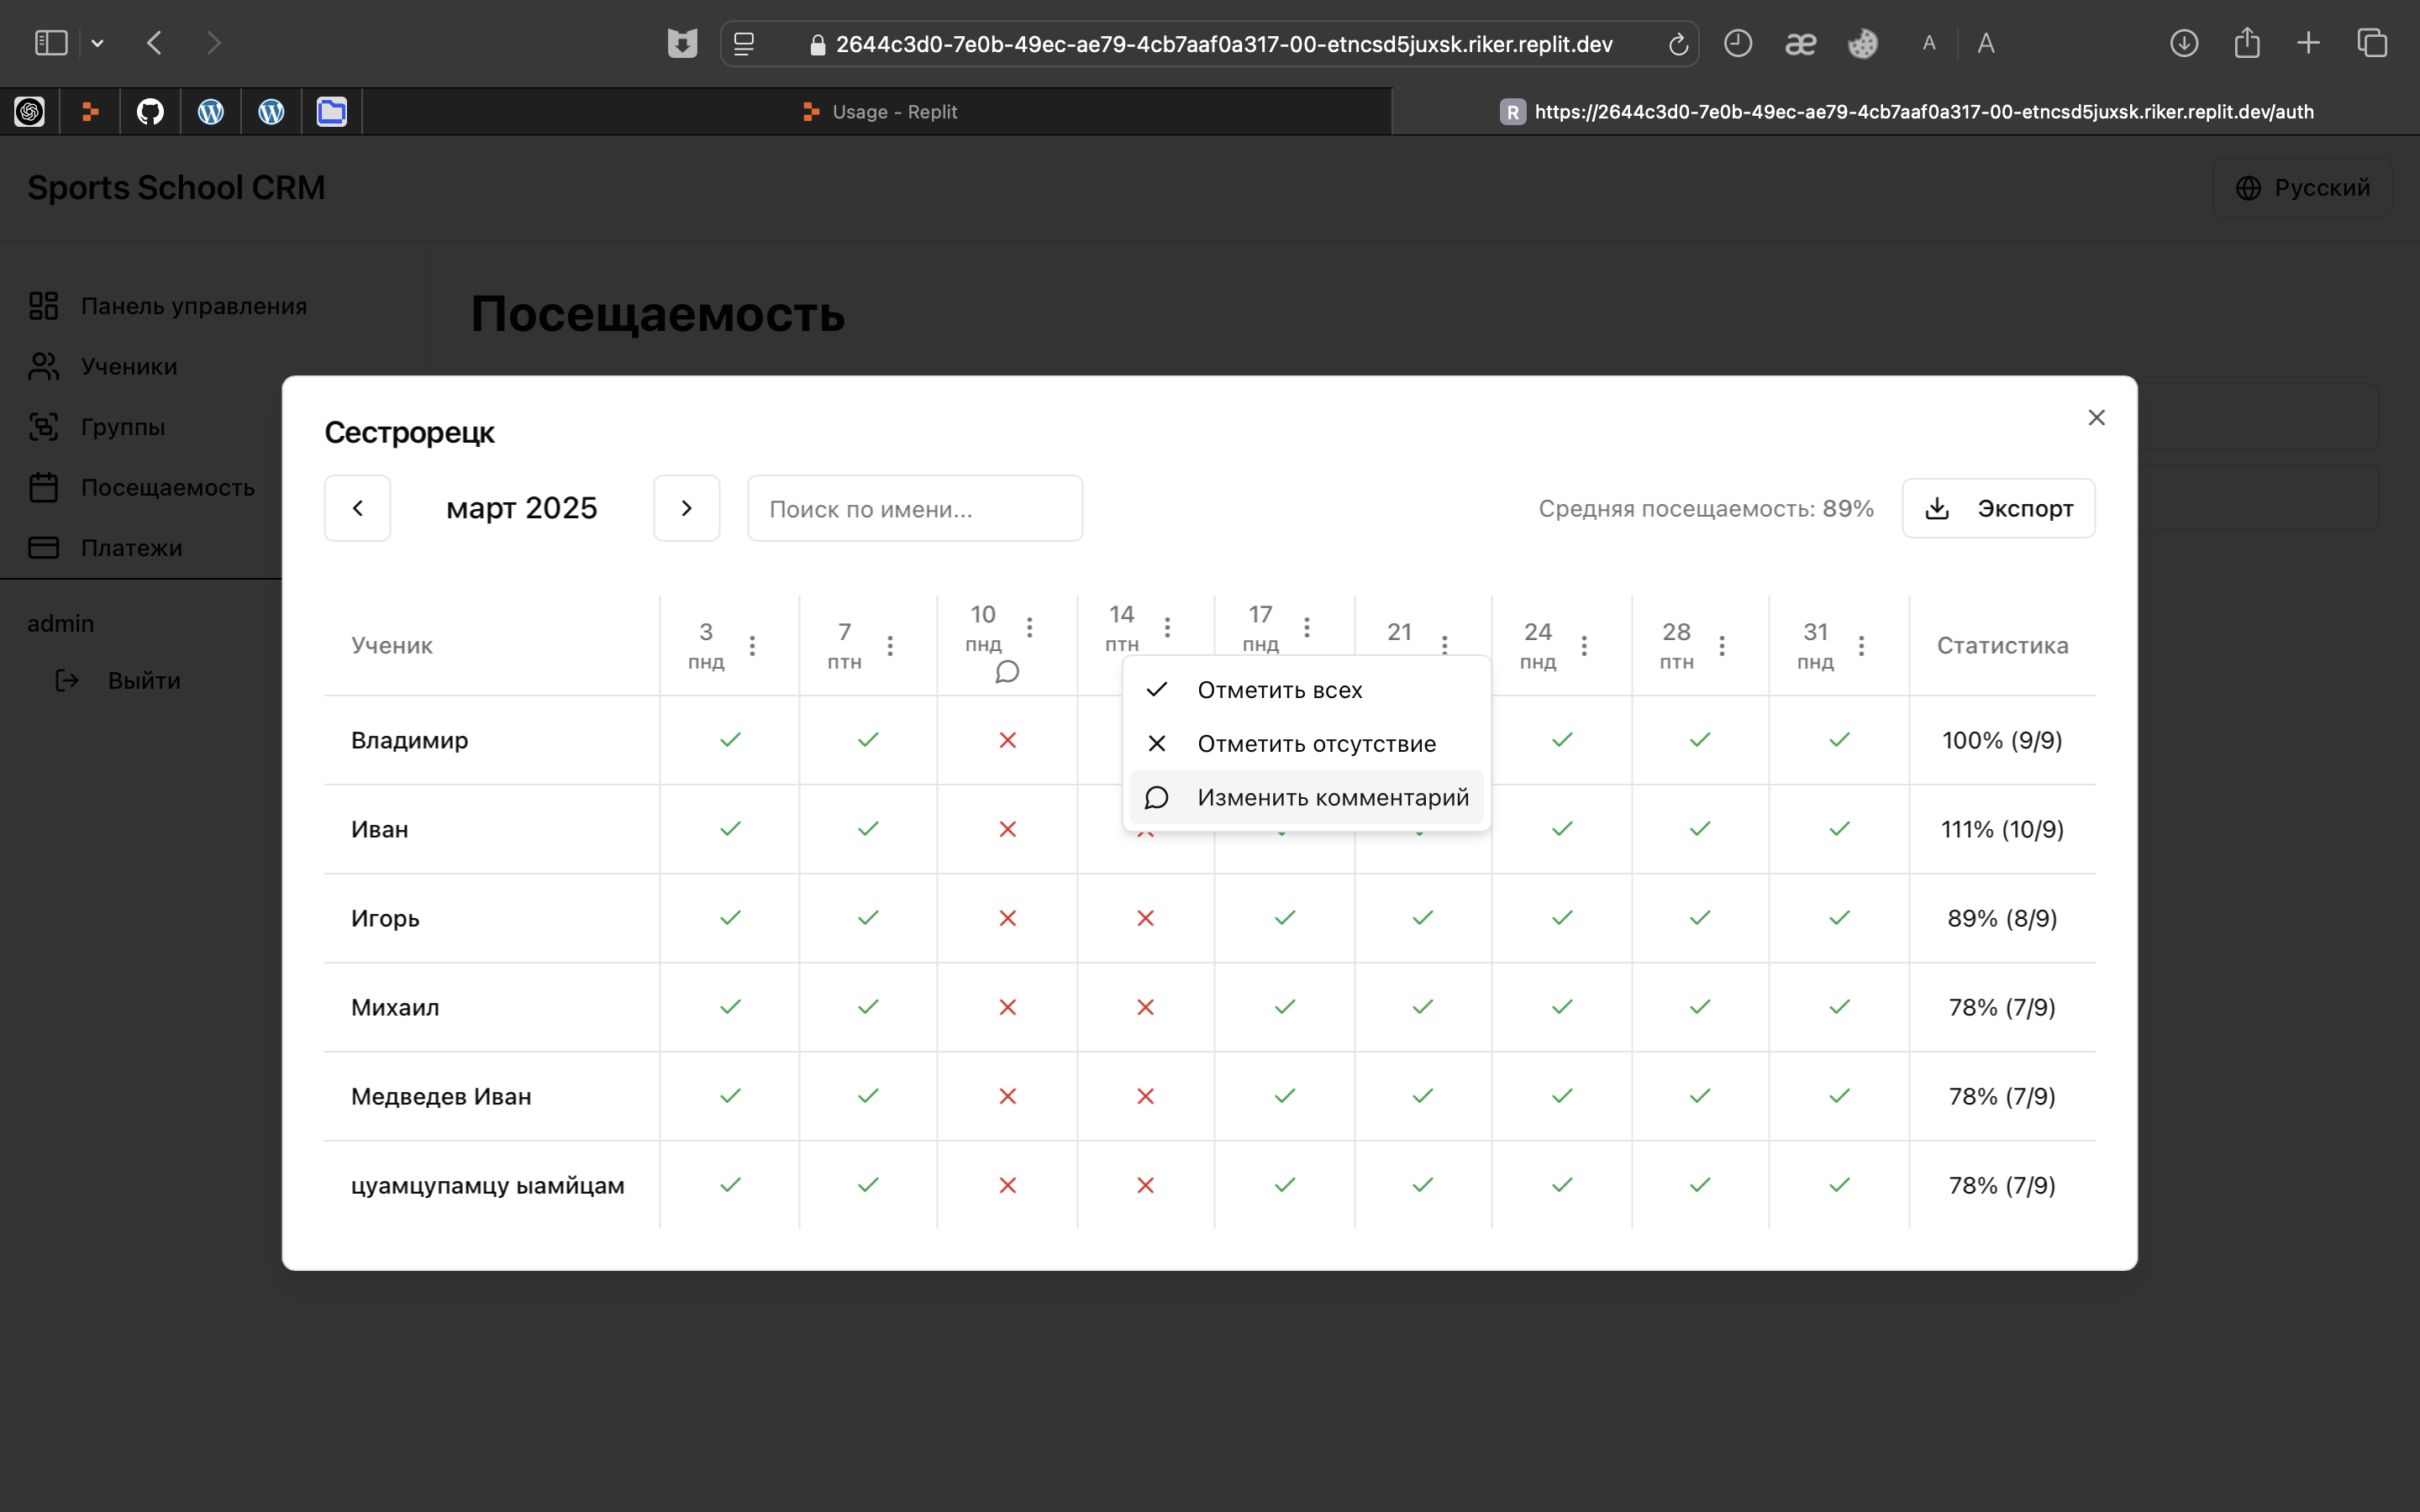 2644c3d0-7e0b-49ec-ae79-4cb7aaf0a317-00-etncsd5juxsk.riker.replit.dev
æ A A
Usage - Replit
R https://2644c3d0-7e0b-49ec-ae79-4cb7aaf0a317-00-etncsd5juxsk.riker.replit.dev/auth
Sports School CRM
Русский
Панель управления
Ученики
Группы
Посещаемость
Платежи
admin
Выйти
Посещаемость
Сестрорецк
март 2025
Поиск по имени...
Средняя посещаемость: 89%
Экспорт
Ученик 3 пнд 7 птн 10 пнд 14 птн 17 пнд 21 24 пнд 28 птн 31 пнд Статистика
Отметить всех
Отметить отсутствие
Изменить комментарий
Владимир 100% (9/9)
Иван 111% (10/9)
Игорь 89% (8/9)
Михаил 78% (7/9)
Медведев Иван 78% (7/9)
цуамцупамцу ыамйцам 78% (7/9)